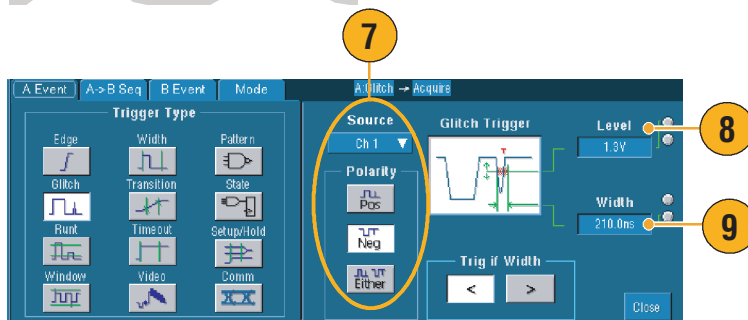 7
A Event A->B Seq B Event Mode A:Glitch → Acquire
Trigger Type
Edge Width Pattern
Glitch Transition State
Runt Timeout Setup/Hold
Window Video Comm
Source
Ch 1
Polarity
Pos
Neg
Either
Glitch Trigger
T
Level
1.3V
8
Width
210.0ns
9
Trig if Width
< >
Close